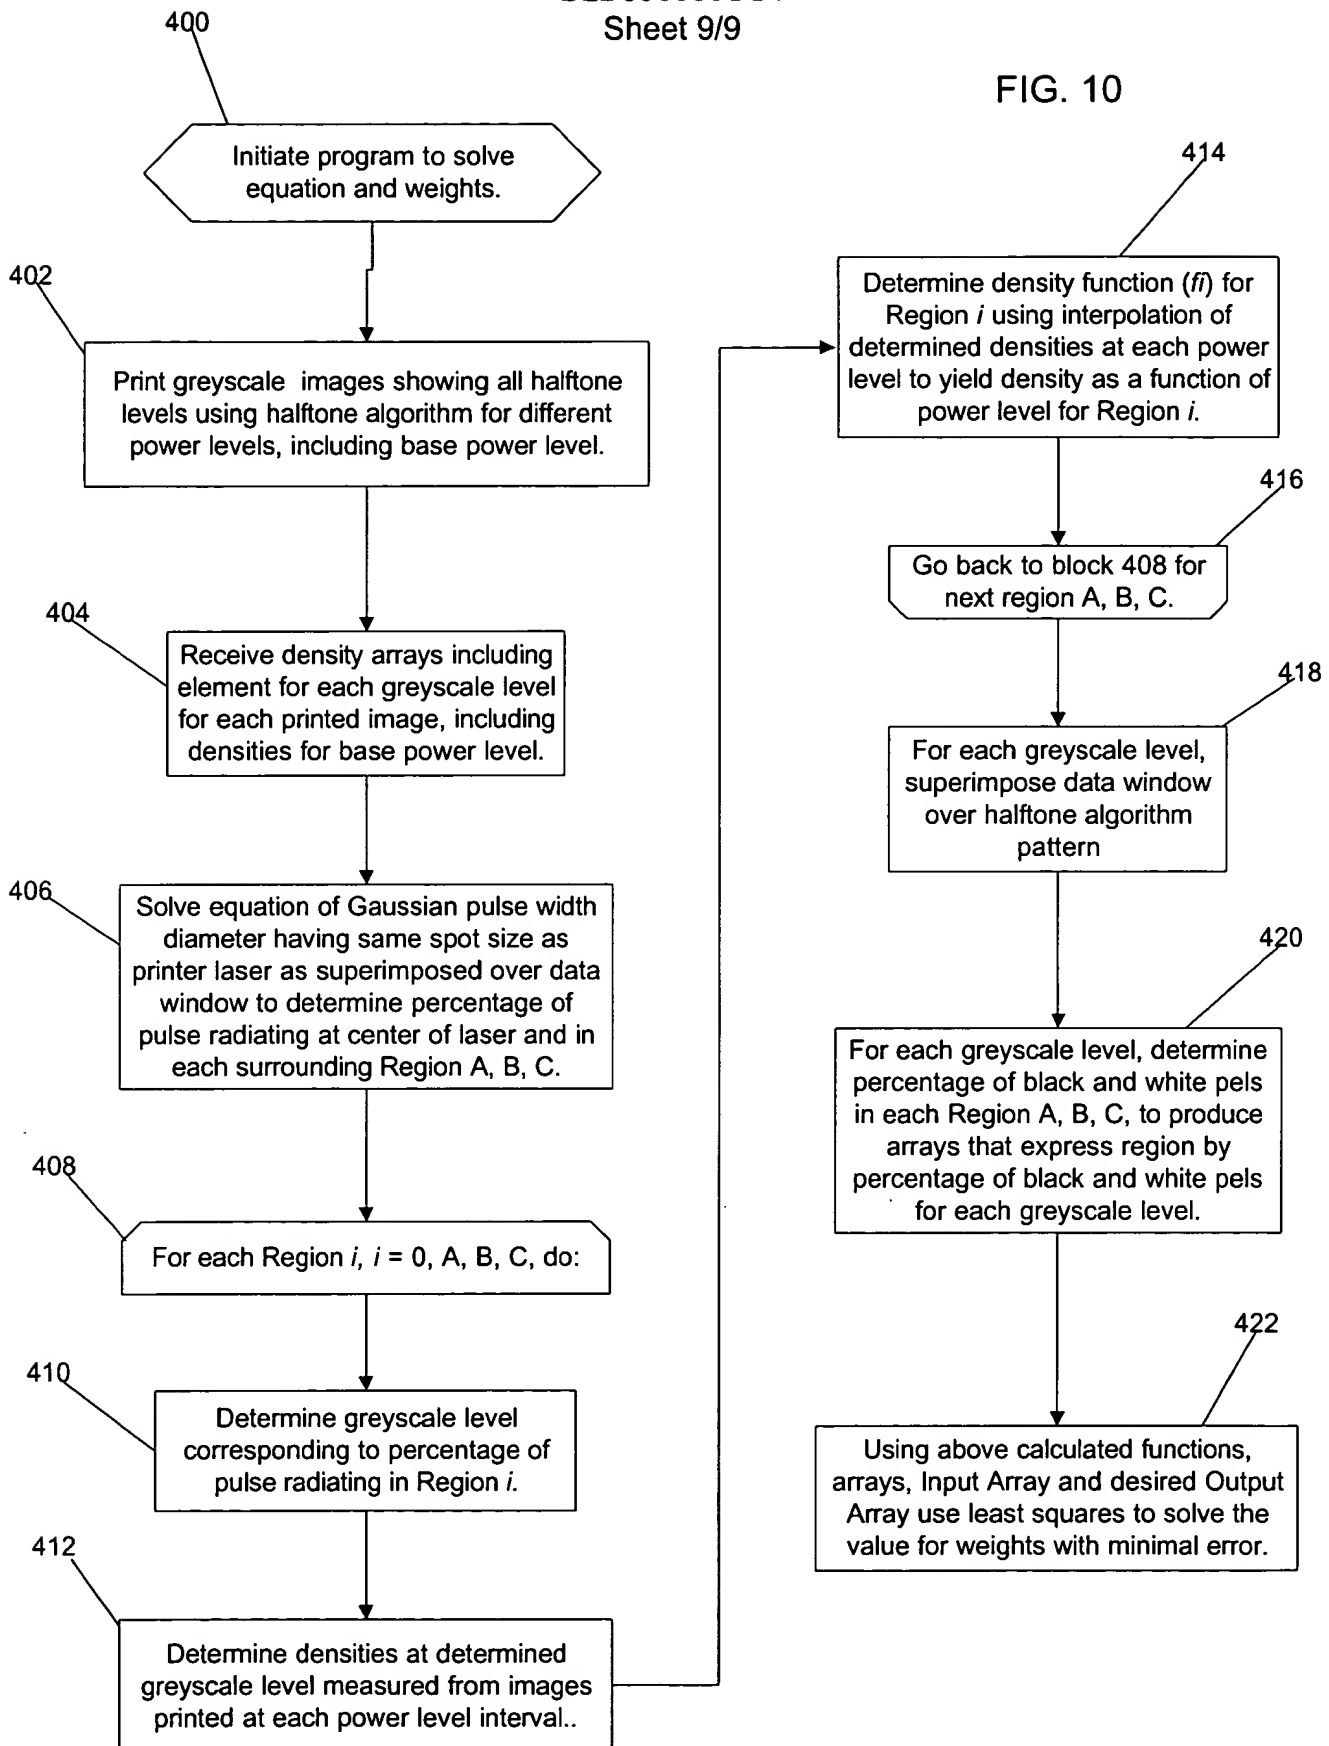 Sheet 9/9
FIG. 10
400
Initiate program to solve
equation and weights.
402
Print greyscale images showing all halftone
levels using halftone algorithm for different
power levels, including base power level.
404
Receive density arrays including
element for each greyscale level
for each printed image, including
densities for base power level.
406
Solve equation of Gaussian pulse width
diameter having same spot size as
printer laser as superimposed over data
window to determine percentage of
pulse radiating at center of laser and in
each surrounding Region A, B, C.
408
For each Region i, i = 0, A, B, C, do:
410
Determine greyscale level
corresponding to percentage of
pulse radiating in Region i.
412
Determine densities at determined
greyscale level measured from images
printed at each power level interval..
414
Determine density function (fi) for
Region i using interpolation of
determined densities at each power
level to yield density as a function of
power level for Region i.
416
Go back to block 408 for
next region A, B, C.
418
For each greyscale level,
superimpose data window
over halftone algorithm
pattern
420
For each greyscale level, determine
percentage of black and white pels
in each Region A, B, C, to produce
arrays that express region by
percentage of black and white pels
for each greyscale level.
422
Using above calculated functions,
arrays, Input Array and desired Output
Array use least squares to solve the
value for weights with minimal error.